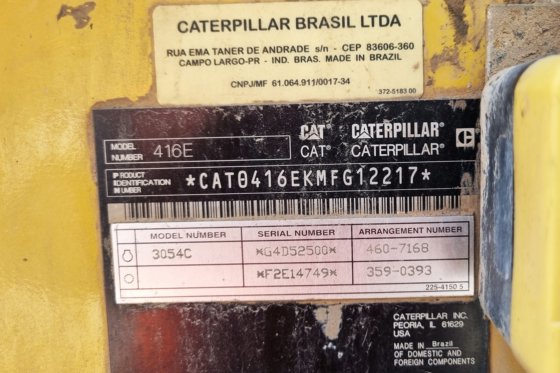 CATERPILLAR BRASIL LTDA
RUA EMA TANER DE ANDRADE s/n - CEP 83606-360
CAMPO LARGO-PR - IND. BRAS. MADE IN BRAZIL
CNPJ/MF 61.064.911/0017-34
372-5183 00
CAT CATERPILLAR
MODEL NUMBER 416E CAT® CATERPILLAR®
PRODUCT IDENTIFICATION NUMBER *CAT0416EKMFG12217*
MODEL NUMBER SERIAL NUMBER ARRANGEMENT NUMBER
3054C *G4D52500* 460-7168
*F2E14749* 359-0393
225-4150 5
CATERPILLAR INC.
PEORIA, IL 61629
USA
MADE IN Brazil
OF DOMESTIC AND
FOREIGN COMPONENTS